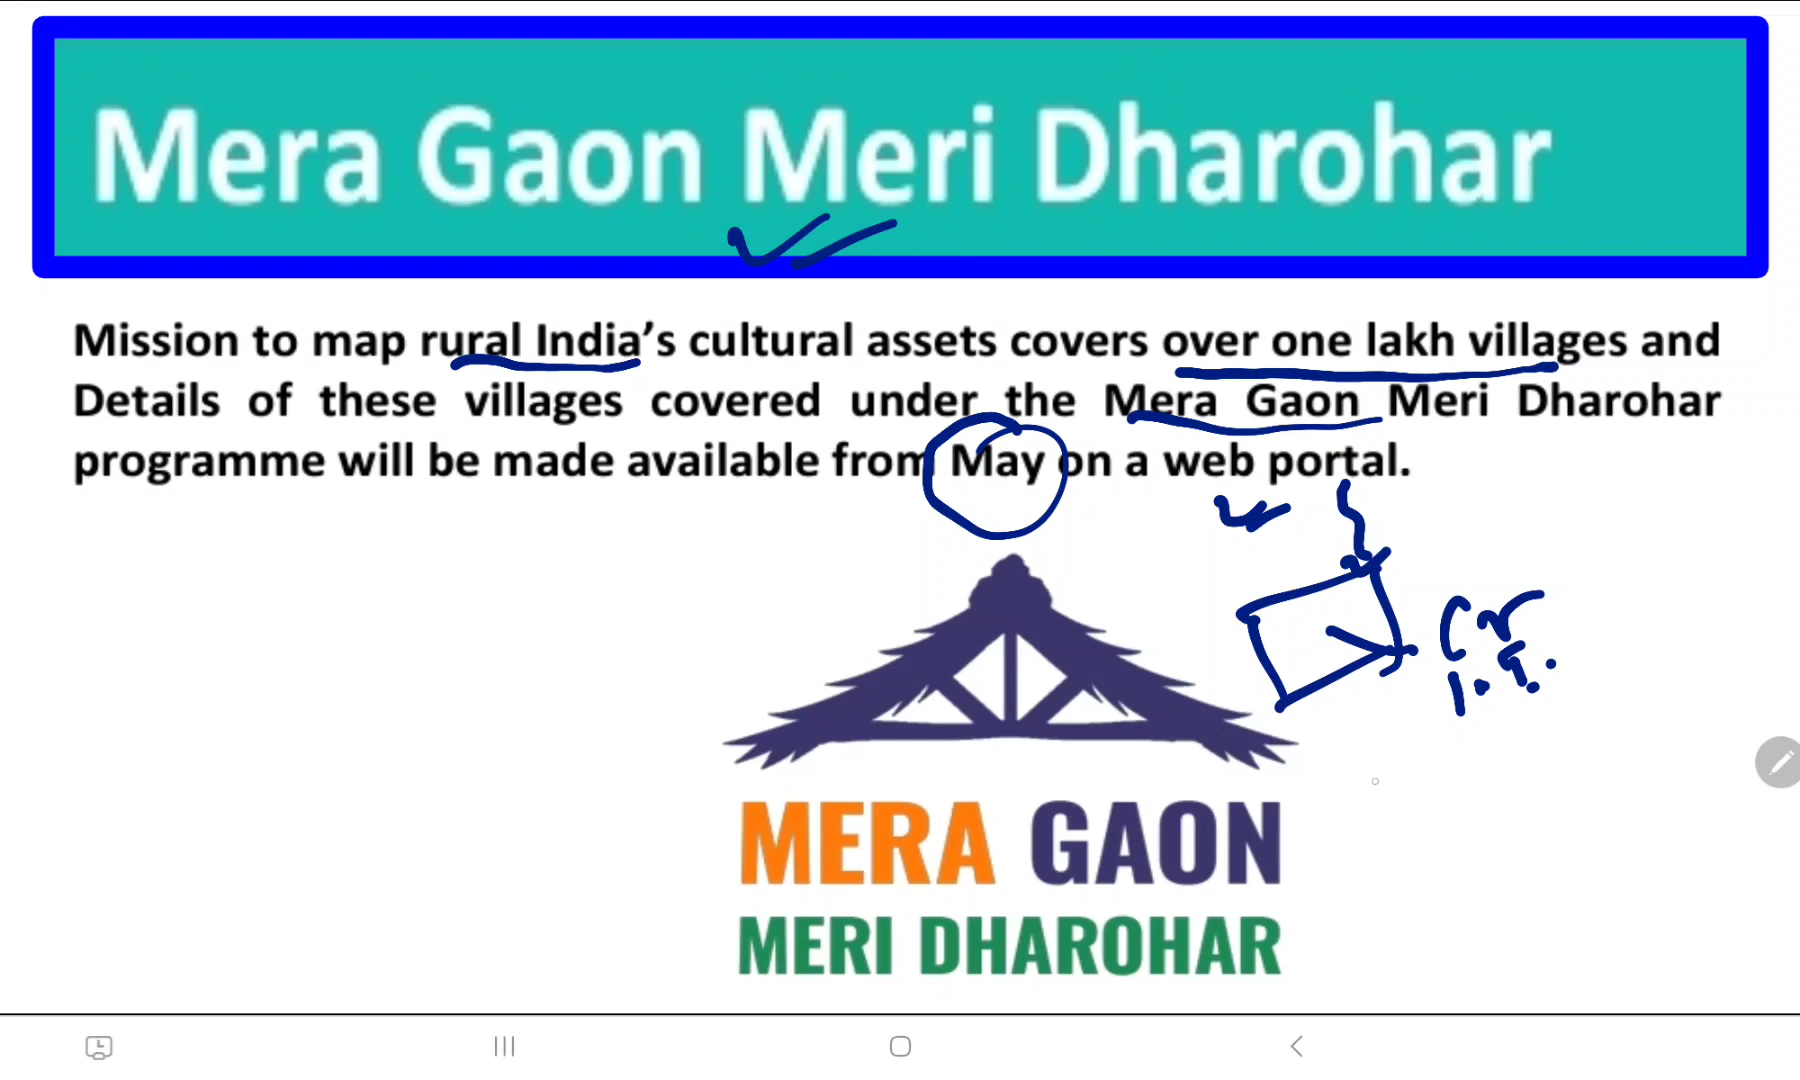 Mera Gaon Meri Dharohar
Mission to map rural India's cultural assets covers over one lakh villages and
Details of these villages covered under the Mera Gaon Meri Dharohar
programme will be made available from May on a web portal.
MERA GAON
MERI DHAROHAR